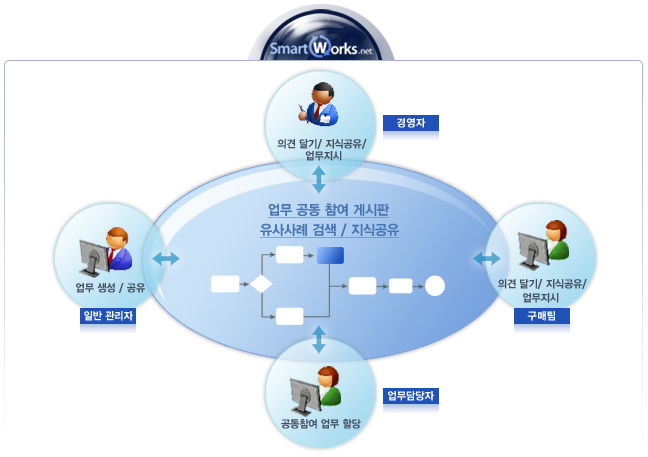 SmartWorks.net
의견 달기/ 지식공유/
업무지시
경영자
업무 공동 참여 게시판
유사사례 검색 / 지식공유
업무 생성 / 공유
일반 관리자
의견 달기/ 지식공유/
업무지시
구매팀
공동참여 업무 할당
업무담당자